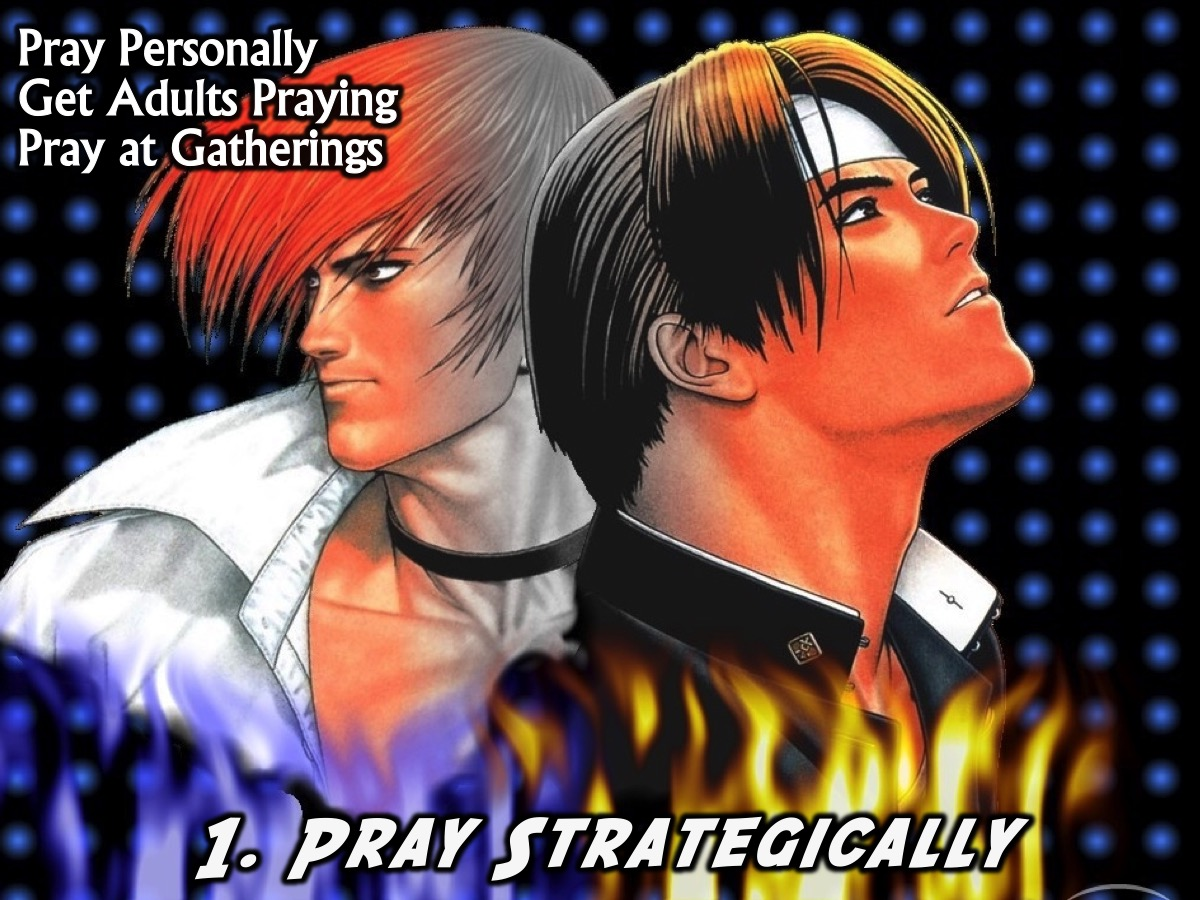 Pray Personally
Get Adults Praying
Pray at Gatherings
1. Pray Strategically